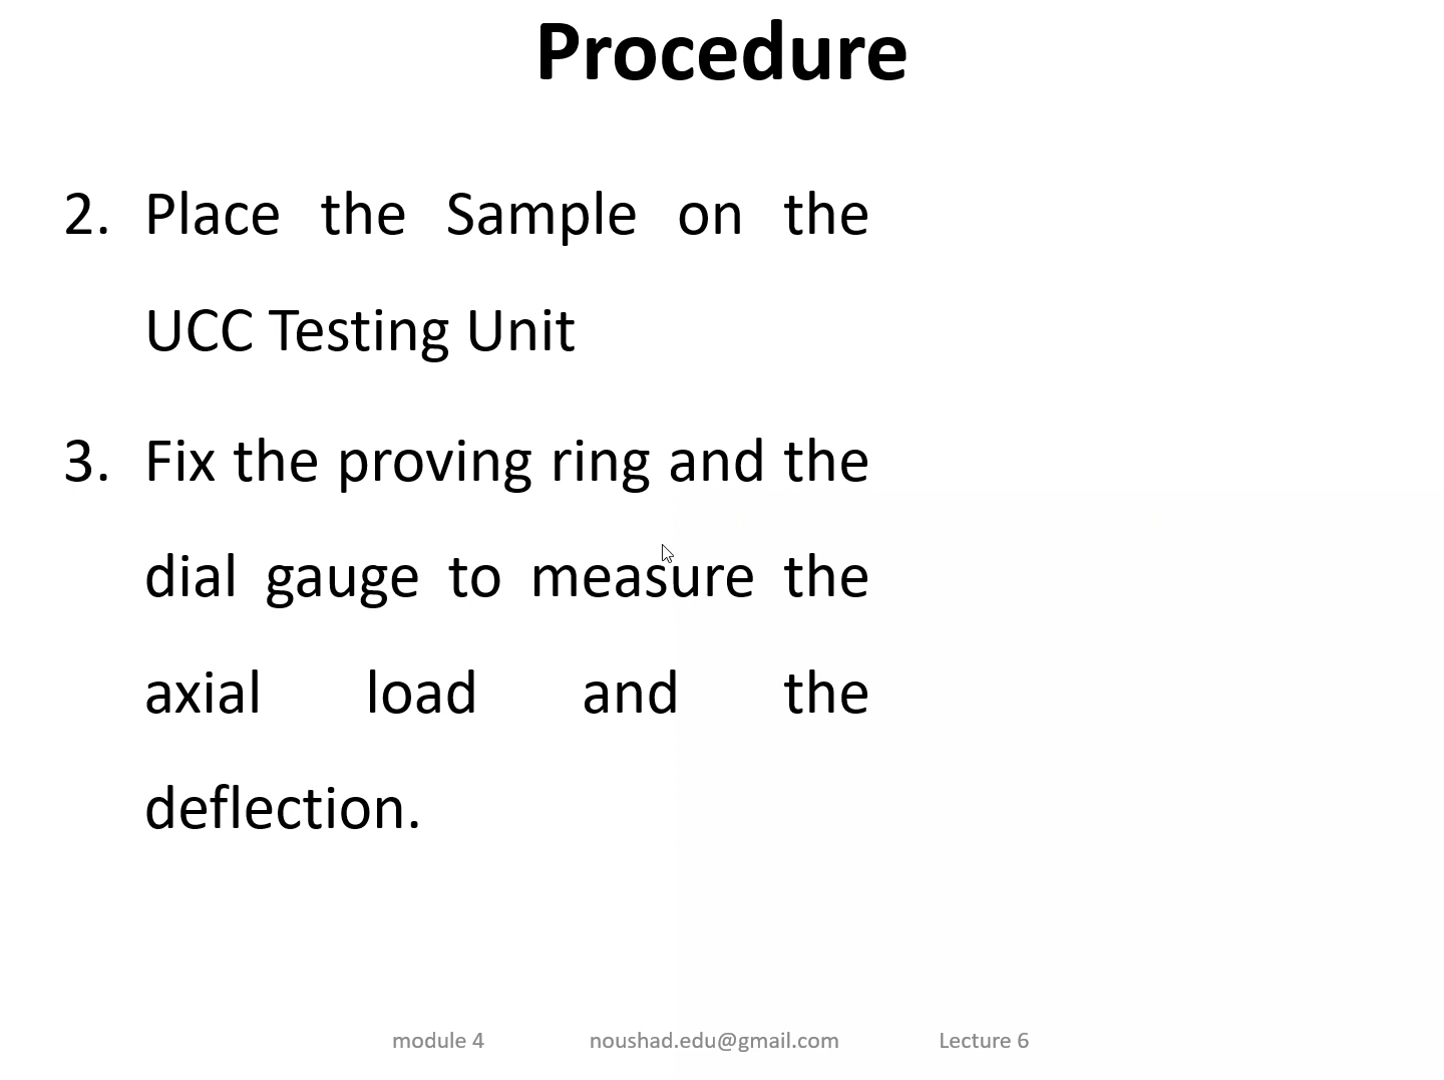 Procedure
2. Place the Sample on the
UCC Testing Unit
3. Fix the proving ring and the
dial gauge to measure the
axial load and the
deflection.
module 4 noushad.edu@gmail.com Lecture 6